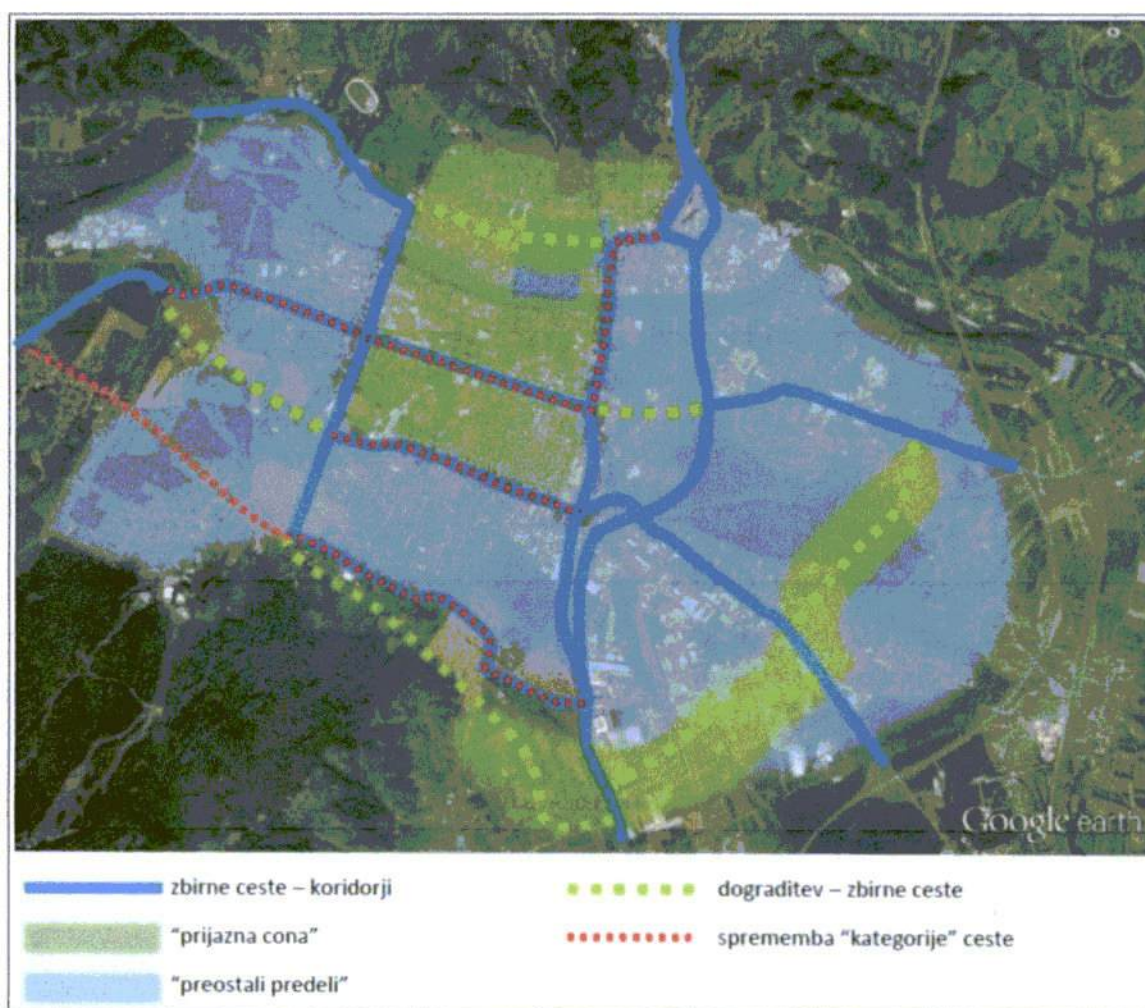 Google earth
zbirne ceste – koridorji
dograditev – zbirne ceste
“prijazna cona”
sprememba “kategorije” ceste
“preostali predeli”